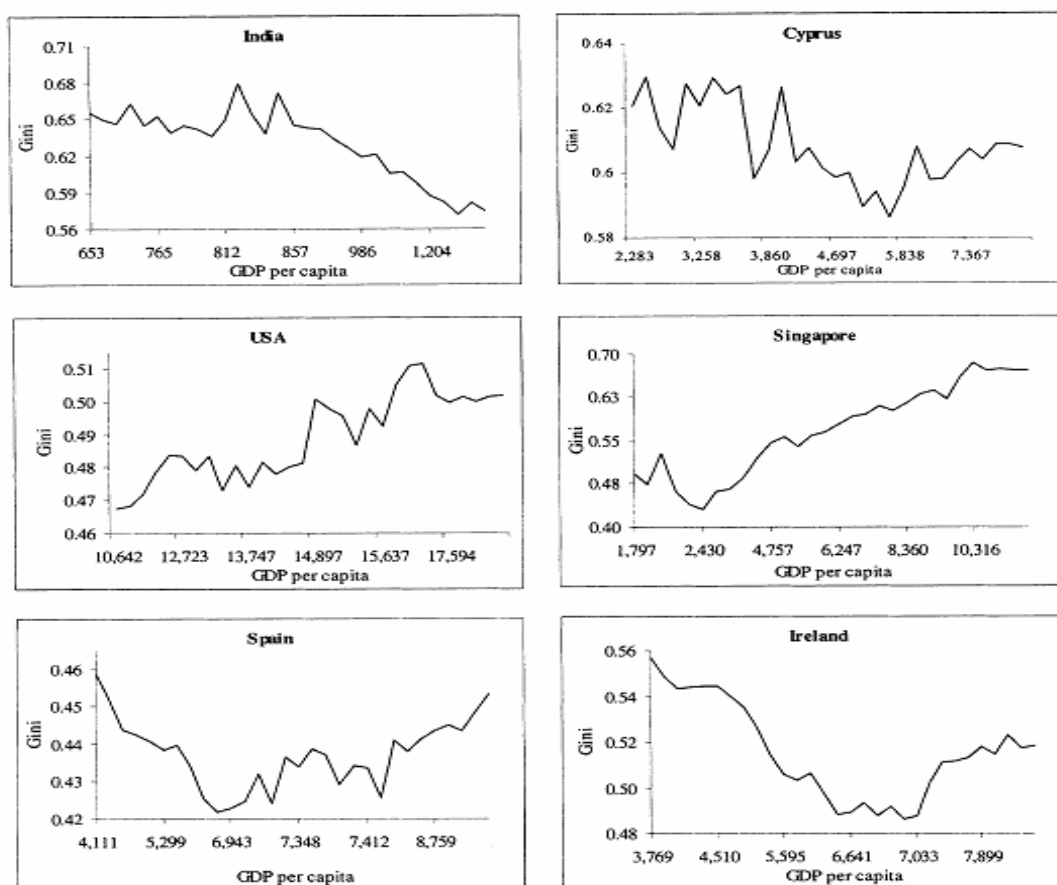 India
0.71
0.68
0.65
0.62
0.59
0.56
Gini
653 765 812 857 986 1,204
GDP per capita
Cyprus
0.64
0.62
0.6
0.58
Gini
2,283 3,258 3,860 4,697 5,838 7,367
GDP per capita
USA
0.51
0.50
0.49
0.48
0.47
0.46
Gini
10,642 12,723 13,747 14,897 15,637 17,594
GDP per capita
Singapore
0.70
0.63
0.55
0.48
0.40
Gini
1,797 2,430 4,757 6,247 8,360 10,316
GDP per capita
Spain
0.46
0.45
0.44
0.43
0.42
Gini
4,111 5,299 6,943 7,348 7,412 8,759
GDP per capita
Ireland
0.56
0.54
0.52
0.50
0.48
Gini
3,769 4,510 5,595 6,641 7,033 7,899
GDP per capita